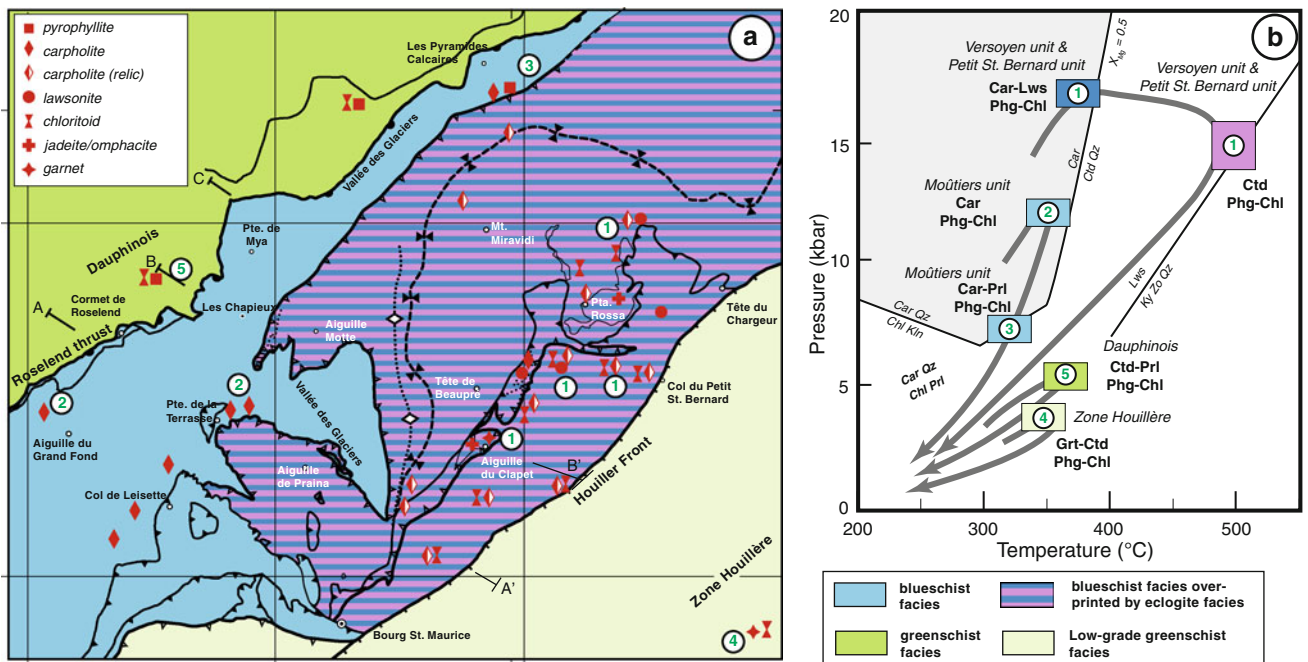 a
pyrophyllite
carpholite
carpholite (relic)
lawsonite
chloritoid
jadeite/omphacite
garnet
Les Pyramides
Calcaires
3
Vallée des Glaciers
C
Dauphinois
5
B
A
Cormet de
Roselend
Roselend thrust
Pte. de
Mya
Les Chapieux
Mt.
Miravidi
1
Pta.
Rossa
Tête du
Chargeur
Aiguille
Motte
2
Aiguille du
Grand Fond
2
Pte. de la
Terrasse
Vallée des Glaciers
Tête de
Beaupré
1
1
Col du Petit
St. Bernard
1
Aiguille
du Clapet
B'
Houiller Front
Aiguille
de Praina
Col de Leisette
A'
Zone Houillère
Bourg St. Maurice
4
b
20
15
10
5
0
Pressure (kbar)
200
300
400
500
Temperature (°C)
Versoyen unit &
Petit St. Bernard unit
Car-Lws
Phg-Chl
1
XMg = 0.5
Car
Ctd Qz
Versoyen unit &
Petit St. Bernard unit
1
Ctd
Phg-Chl
Moûtiers unit
Car
Phg-Chl
2
Moûtiers unit
Car-Prl
Phg-Chl
3
Car Qz
Chl Kln
Car Qz
Chl Prl
Lws
Ky Zo Qz
Dauphinois
Ctd-Prl
Phg-Chl
5
4
Zone Houillère
Grt-Ctd
Phg-Chl
blueschist
facies
blueschist facies over-
printed by eclogite facies
greenschist
facies
Low-grade greenschist
facies